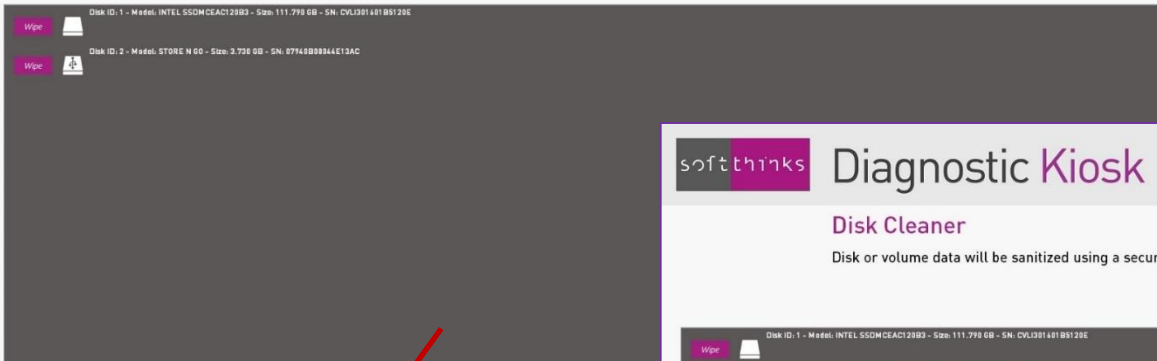 Disk ID: 1 - Model: INTEL SSDMCEAC120B3 - Size: 111.790 GB - SN: CVLI301601B5120E
Wipe
Disk ID: 2 - Model: STORE N GO - Size: 3.730 GB - SN: 07940B08044E13AC
Wipe
softthinks
Diagnostic Kiosk
Disk Cleaner
Disk or volume data will be sanitized using a secur
Disk ID: 1 - Model: INTEL SSDMCEAC120B3 - Size: 111.790 GB - SN: CVLI301601B5120E
Wipe